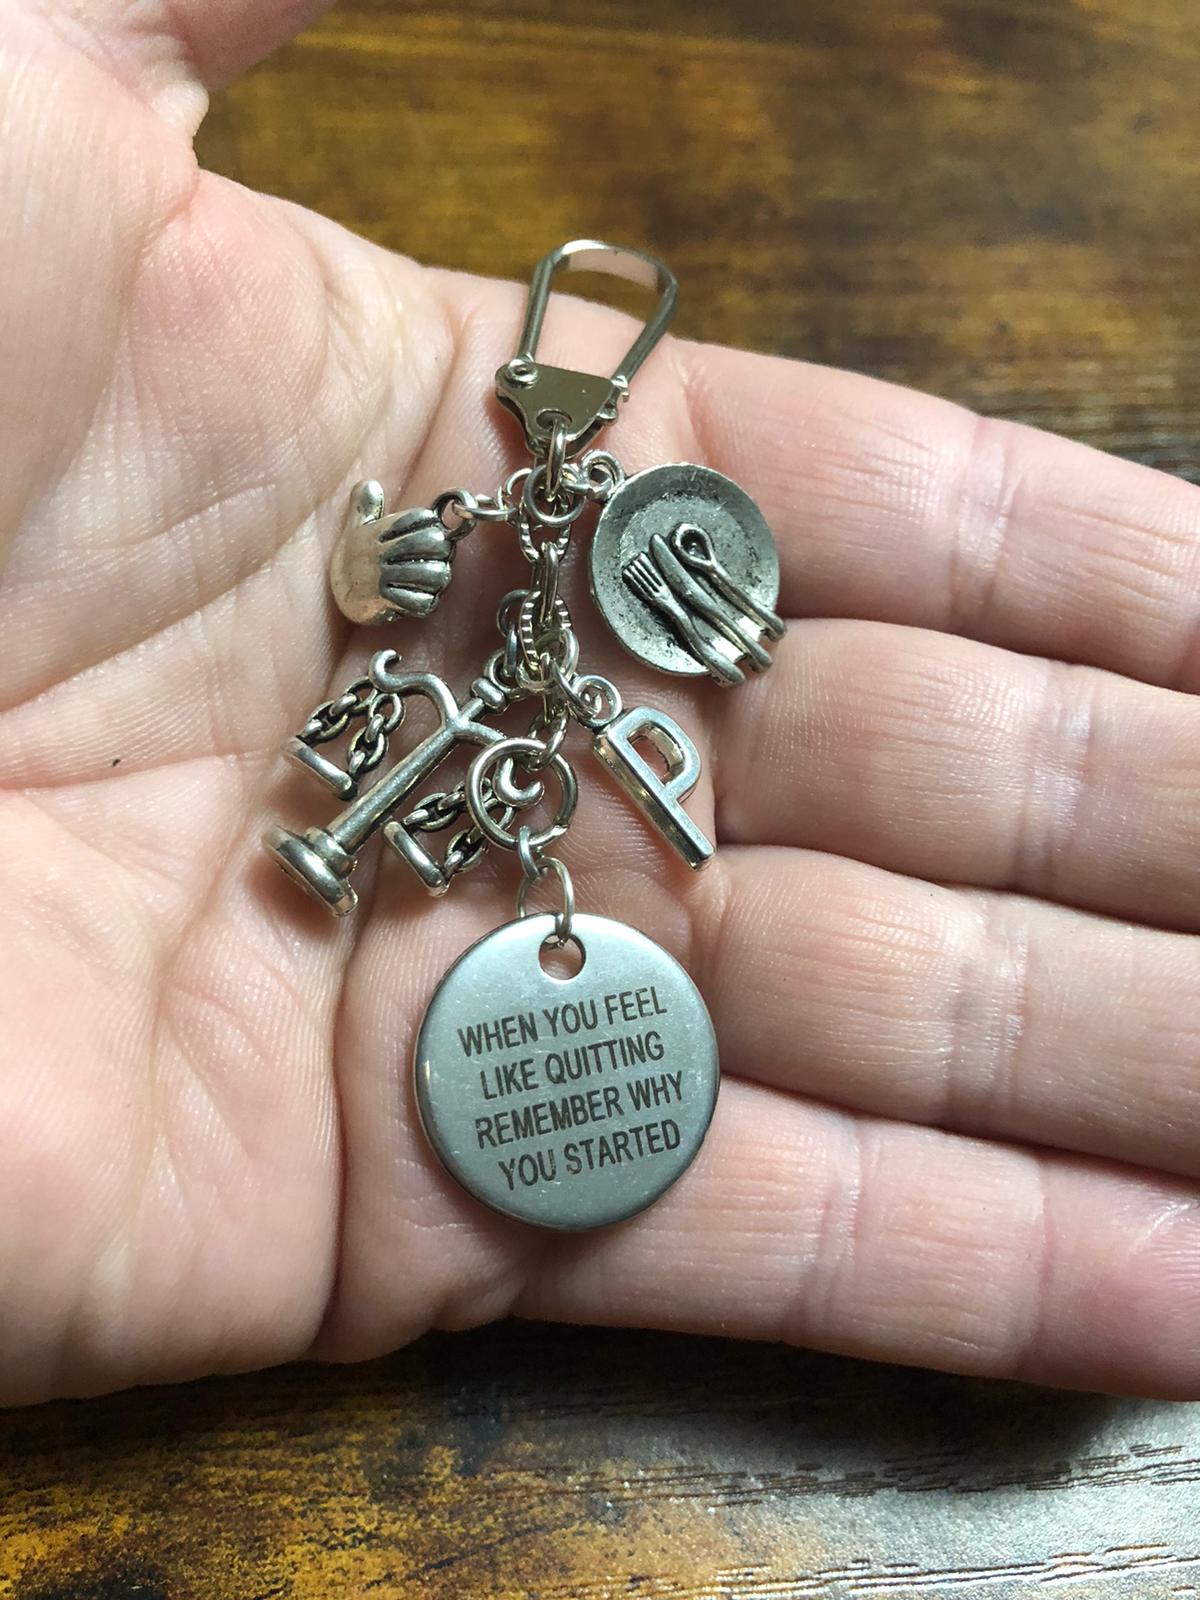 P
WHEN YOU FEEL
LIKE QUITTING
REMEMBER WHY
YOU STARTED